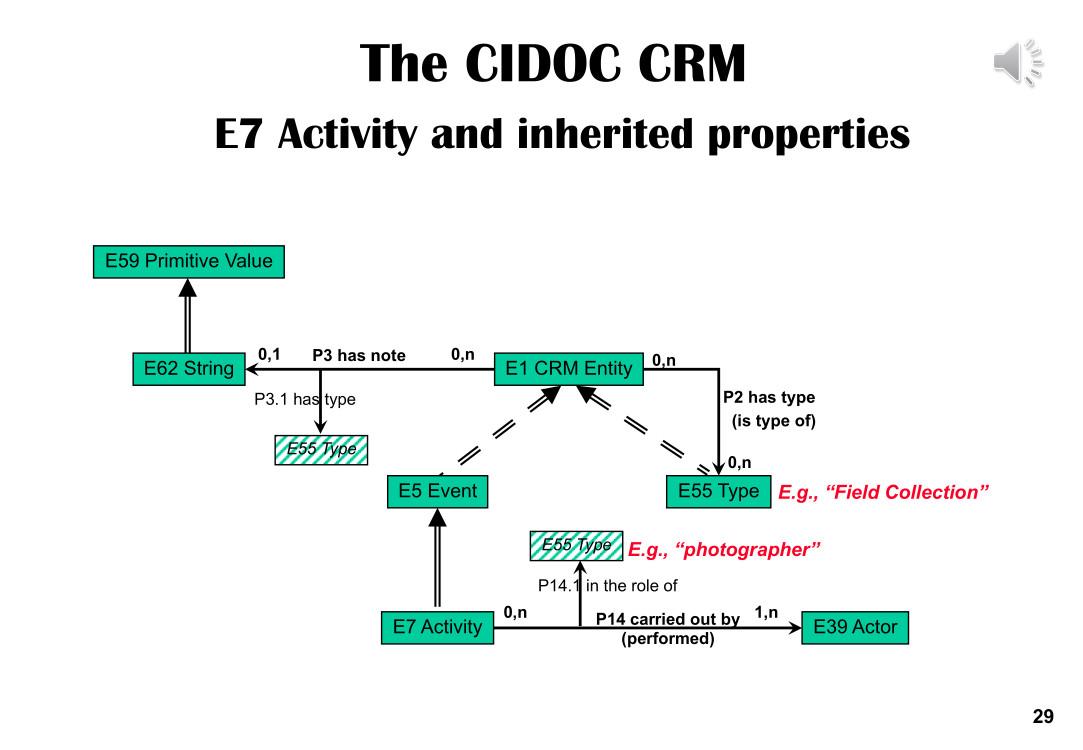 The CIDOC CRM
E7 Activity and inherited properties
E59 Primitive Value
E62 String
0,1
P3 has note
0,n
E1 CRM Entity
0,n
P3.1 has type
P2 has type
(is type of)
E55 Type
0,n
E5 Event
E55 Type
E.g., “Field Collection”
E55 Type
E.g., “photographer”
P14.1 in the role of
E7 Activity
0,n
P14 carried out by
(performed)
1,n
E39 Actor
29